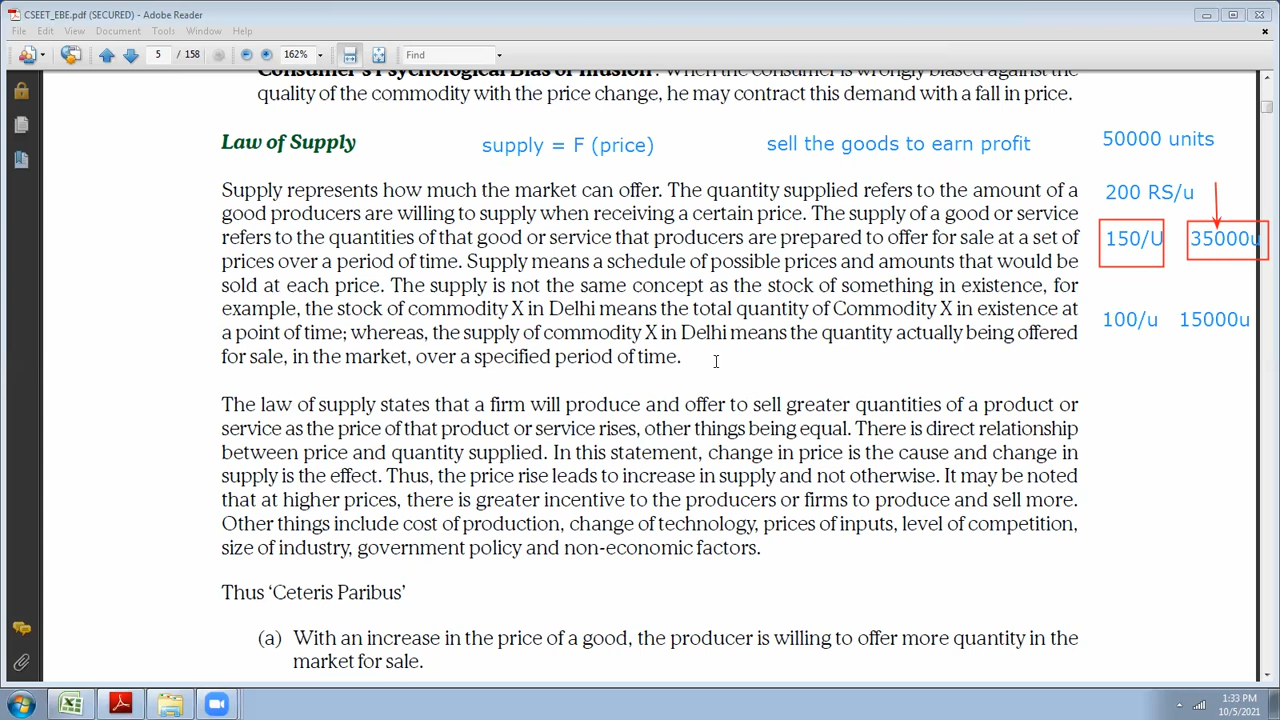 CSEET_EBE.pdf (SECURED) - Adobe Reader
File Edit View Document Tools Window Help
5 / 158 162% Find
Consumer's Psychological Bias or Illusion: When the consumer is wrongly biased against the
quality of the commodity with the price change, he may contract this demand with a fall in price.
Law of Supply supply = F (price) sell the goods to earn profit 50000 units
200 RS/u
150/U 35000u
100/u 15000u
Supply represents how much the market can offer. The quantity supplied refers to the amount of a
good producers are willing to supply when receiving a certain price. The supply of a good or service
refers to the quantities of that good or service that producers are prepared to offer for sale at a set of
prices over a period of time. Supply means a schedule of possible prices and amounts that would be
sold at each price. The supply is not the same concept as the stock of something in existence, for
example, the stock of commodity X in Delhi means the total quantity of Commodity X in existence at
a point of time; whereas, the supply of commodity X in Delhi means the quantity actually being offered
for sale, in the market, over a specified period of time.
The law of supply states that a firm will produce and offer to sell greater quantities of a product or
service as the price of that product or service rises, other things being equal. There is direct relationship
between price and quantity supplied. In this statement, change in price is the cause and change in
supply is the effect. Thus, the price rise leads to increase in supply and not otherwise. It may be noted
that at higher prices, there is greater incentive to the producers or firms to produce and sell more.
Other things include cost of production, change of technology, prices of inputs, level of competition,
size of industry, government policy and non-economic factors.
Thus ‘Ceteris Paribus’
(a) With an increase in the price of a good, the producer is willing to offer more quantity in the
market for sale.
1:33 PM
10/5/2021